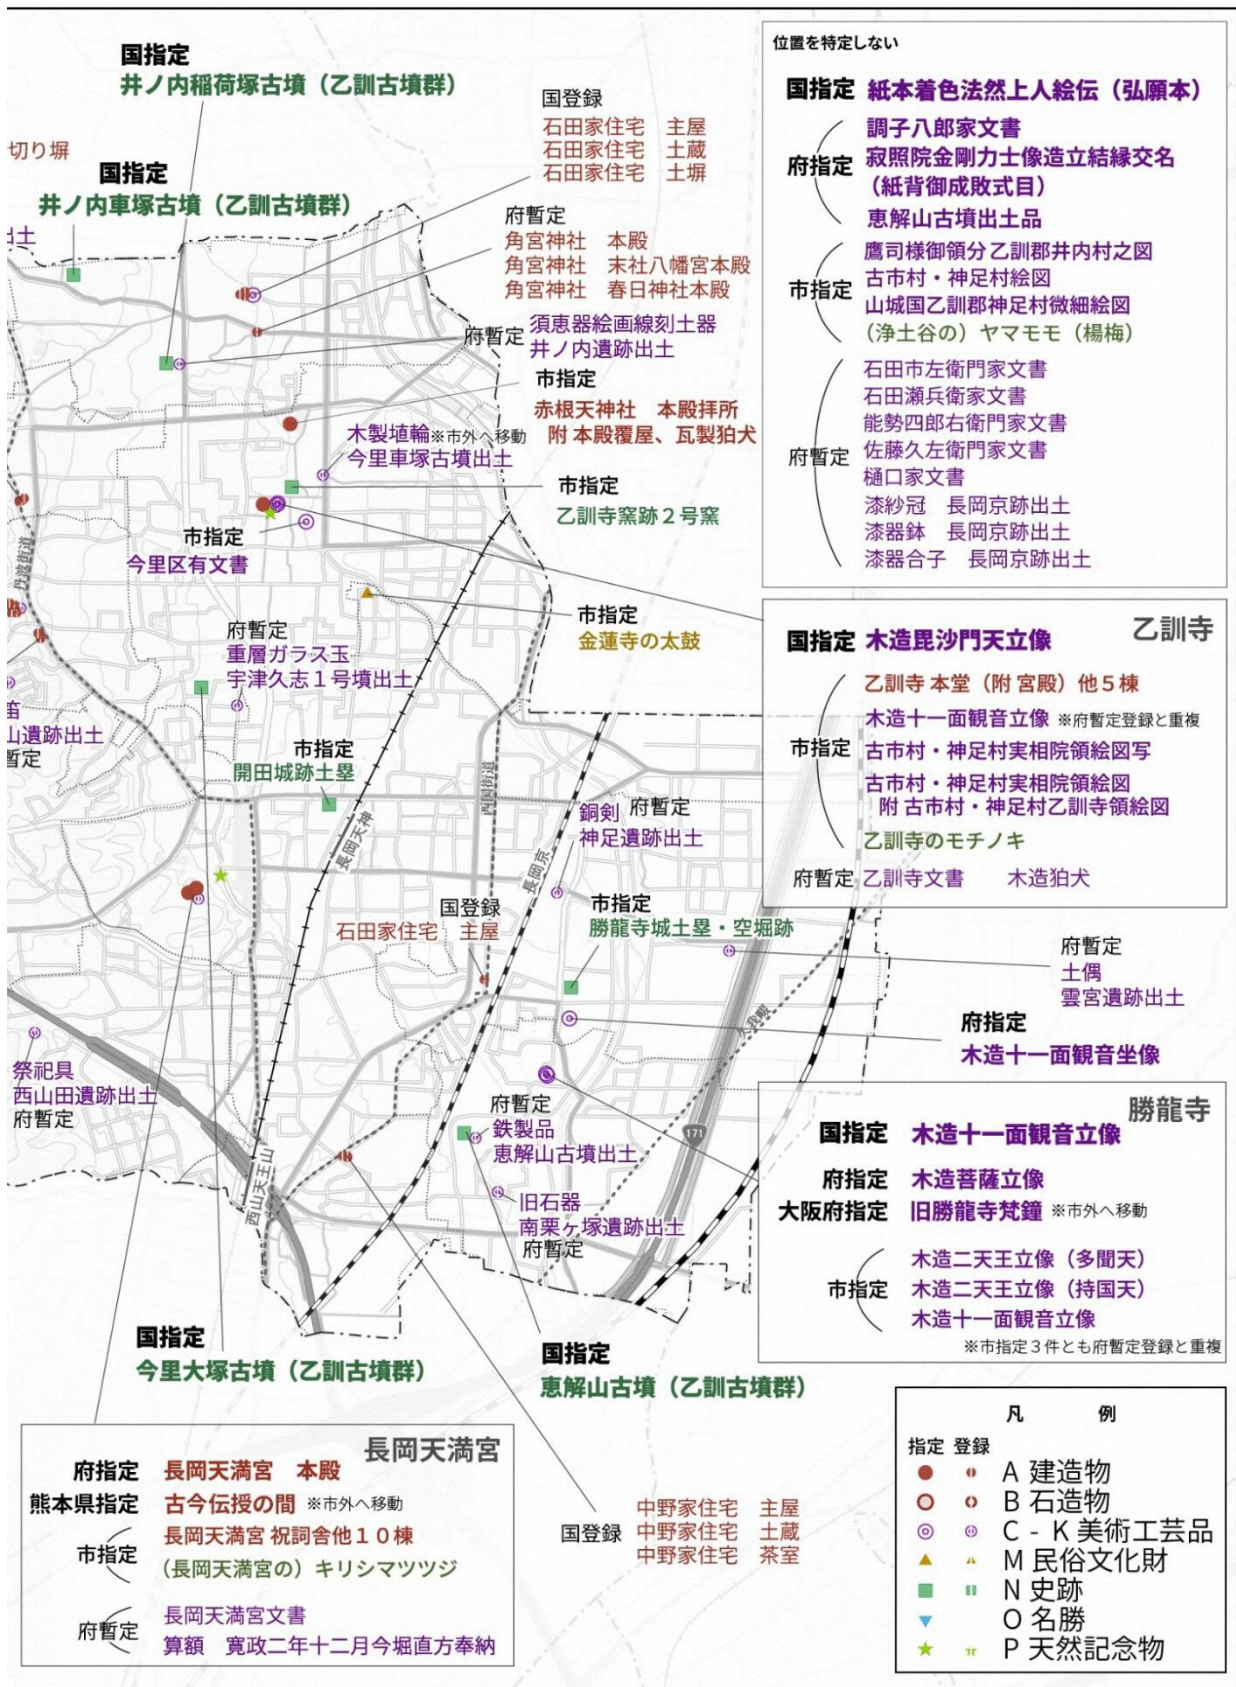 国指定
井ノ内稲荷塚古墳（乙訓古墳群）
切り塀
国指定
井ノ内車塚古墳（乙訓古墳群）
出土
国登録
石田家住宅　主屋
石田家住宅　土蔵
石田家住宅　土塀
府暫定
角宮神社　本殿
角宮神社　末社八幡宮本殿
角宮神社　春日神社本殿
府暫定
須恵器絵画線刻土器
井ノ内遺跡出土
市指定
赤根天神社　本殿拝所
附 本殿覆屋、瓦製狛犬
木製埴輪※市外へ移動
今里車塚古墳出土
市指定
乙訓寺窯跡２号窯
市指定
今里区有文書
丹波街道
市指定
金蓮寺の太鼓
府暫定
重層ガラス玉
宇津久志１号墳出土
笛
山遺跡出土
暫定
市指定
開田城跡土塁
長岡天神
西国街道
長岡京
銅剣
府暫定
神足遺跡出土
国登録
石田家住宅　主屋
市指定
勝龍寺城土塁・空堀跡
府暫定
土偶
雲宮遺跡出土
久我畷
府指定
木造十一面観音坐像
祭祀具
西山田遺跡出土
府暫定
府暫定
鉄製品
恵解山古墳出土
旧石器
南栗ヶ塚遺跡出土
府暫定
171
西山天王山
国指定
今里大塚古墳（乙訓古墳群）
国指定
恵解山古墳（乙訓古墳群）
国登録
中野家住宅　主屋
中野家住宅　土蔵
中野家住宅　茶室
位置を特定しない
国指定　紙本着色法然上人絵伝（弘願本）
府指定
調子八郎家文書
寂照院金剛力士像造立結縁交名
（紙背御成敗式目）
恵解山古墳出土品
市指定
鷹司様御領分乙訓郡井内村之図
古市村・神足村絵図
山城国乙訓郡神足村微細絵図
（浄土谷の）ヤマモモ（楊梅）
府暫定
石田市左衛門家文書
石田瀬兵衛家文書
能勢四郎右衛門家文書
佐藤久左衛門家文書
樋口家文書
漆紗冠　長岡京跡出土
漆器鉢　長岡京跡出土
漆器合子　長岡京跡出土
乙訓寺
国指定　木造毘沙門天立像
市指定
乙訓寺 本堂（附 宮殿）他５棟
木造十一面観音立像 ※府暫定登録と重複
古市村・神足村実相院領絵図写
古市村・神足村実相院領絵図
附 古市村・神足村乙訓寺領絵図
乙訓寺のモチノキ
府暫定　乙訓寺文書　　木造狛犬
勝龍寺
国指定　木造十一面観音立像
府指定　木造菩薩立像
大阪府指定　旧勝龍寺梵鐘 ※市外へ移動
市指定
木造二天王立像（多聞天）
木造二天王立像（持国天）
木造十一面観音立像
※市指定３件とも府暫定登録と重複
長岡天満宮
府指定　長岡天満宮　本殿
熊本県指定　古今伝授の間 ※市外へ移動
市指定
長岡天満宮 祝詞舎他１０棟
（長岡天満宮の）キリシマツツジ
府暫定
長岡天満宮文書
算額　寛政二年十二月今堀直方奉納
凡　例
指定　登録
A 建造物
B 石造物
C - K 美術工芸品
M 民俗文化財
N 史跡
O 名勝
P 天然記念物